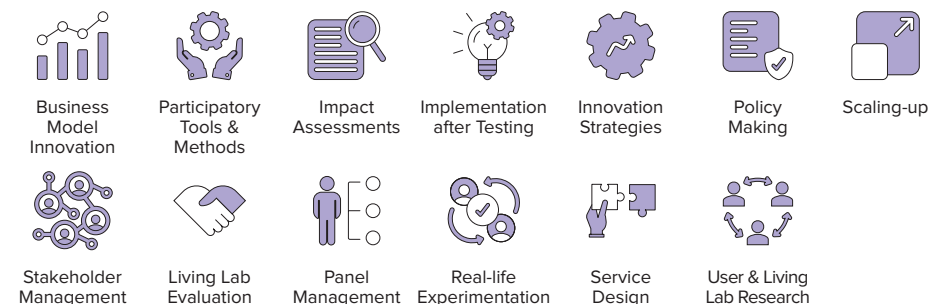 Business
Model
Innovation
Participatory
Tools &
Methods
Impact
Assessments
Implementation
after Testing
Innovation
Strategies
Policy
Making
Scaling-up
Stakeholder
Management
Living Lab
Evaluation
Panel
Management
Real-life
Experimentation
Service
Design
User & Living
Lab Research